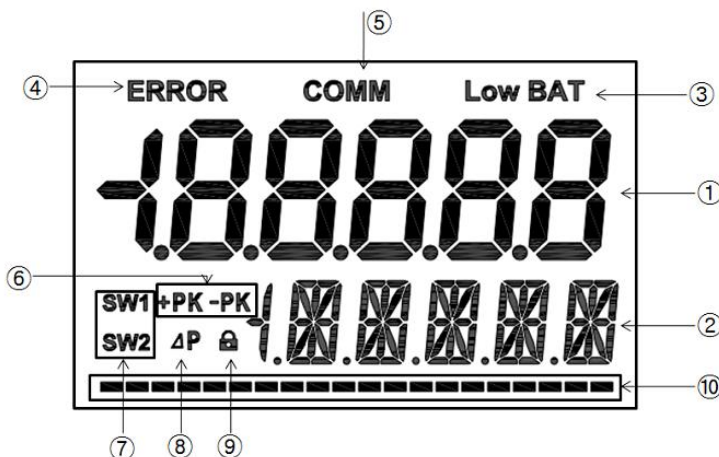 ⑤
④ ERROR COMM Low BAT ③
-1.8.8.8.8.8 ①
⑥
SW1 +PK -PK
SW2 ⊿P -1.8.8.8.8.8 ②
⑩
⑦ ⑧ ⑨